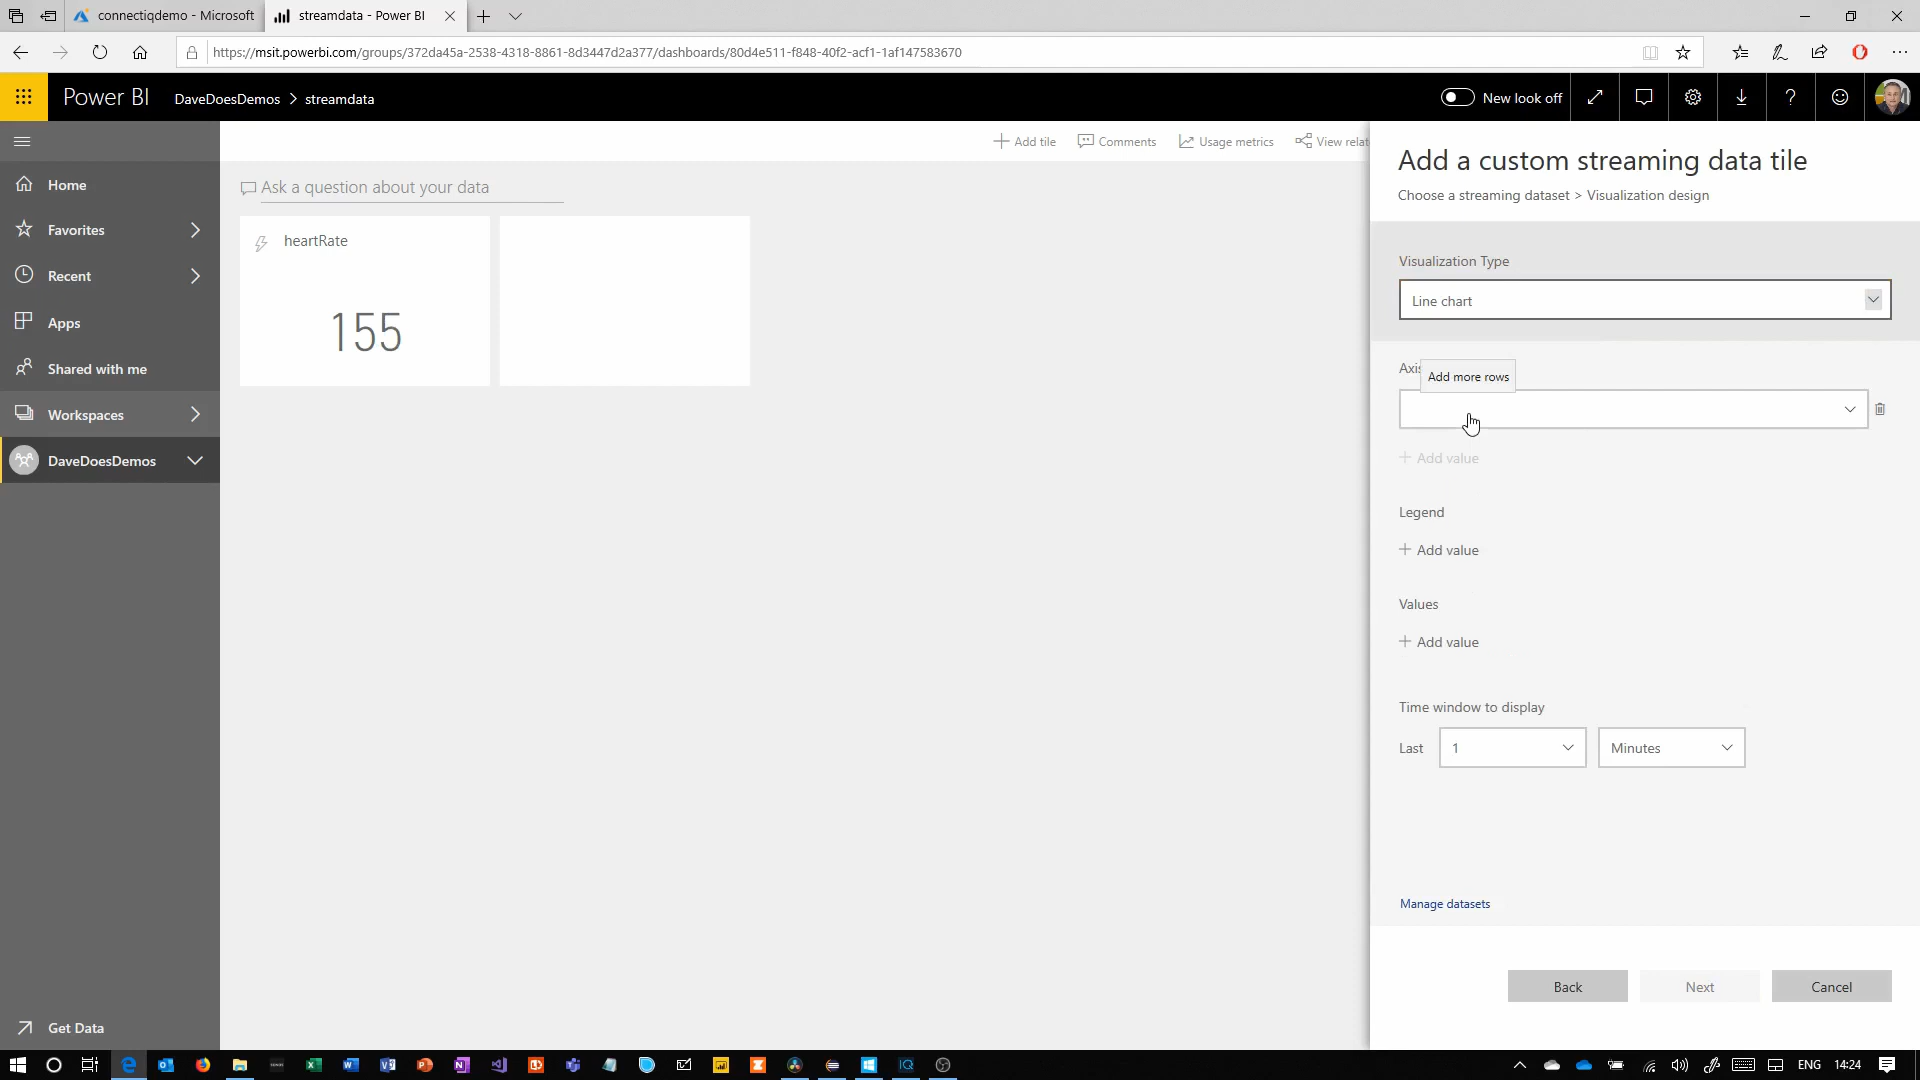 connectiqdemo - Microsoft
streamdata - Power BI
https://msit.powerbi.com/groups/372da45a-2538-4318-8861-8d3447d2a377/dashboards/80d4e511-f848-40f2-acf1-1af147583670
Power BI
DaveDoesDemos > streamdata
New look off
Add tile
Comments
Usage metrics
View relat
Home
Favorites
Recent
Apps
Shared with me
Workspaces
DaveDoesDemos
Get Data
Ask a question about your data
heartRate
155
Add a custom streaming data tile
Choose a streaming dataset > Visualization design
Visualization Type
Line chart
Axis
Add more rows
+ Add value
Legend
+ Add value
Values
+ Add value
Time window to display
Last 1 Minutes
Manage datasets
Back Next Cancel
ENG 14:24